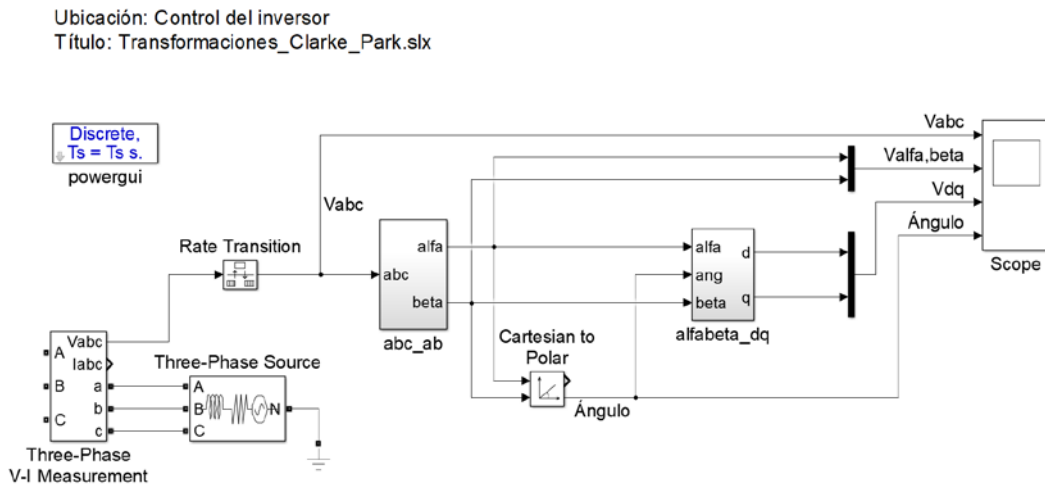 Ubicación: Control del inversor
Título: Transformaciones_Clarke_Park.slx
Discrete,
Ts = Ts s.
powergui
Vabc
Valfa,beta
Vdq
Ángulo
Scope
Vabc
Rate Transition
abc
alfa
beta
abc_ab
alfa
ang
beta
d
q
alfabeta_dq
Cartesian to
Polar
Ángulo
Vabc
Iabc
A
B
C
a
b
c
Three-Phase
V-I Measurement
Three-Phase Source
A
B
C
N